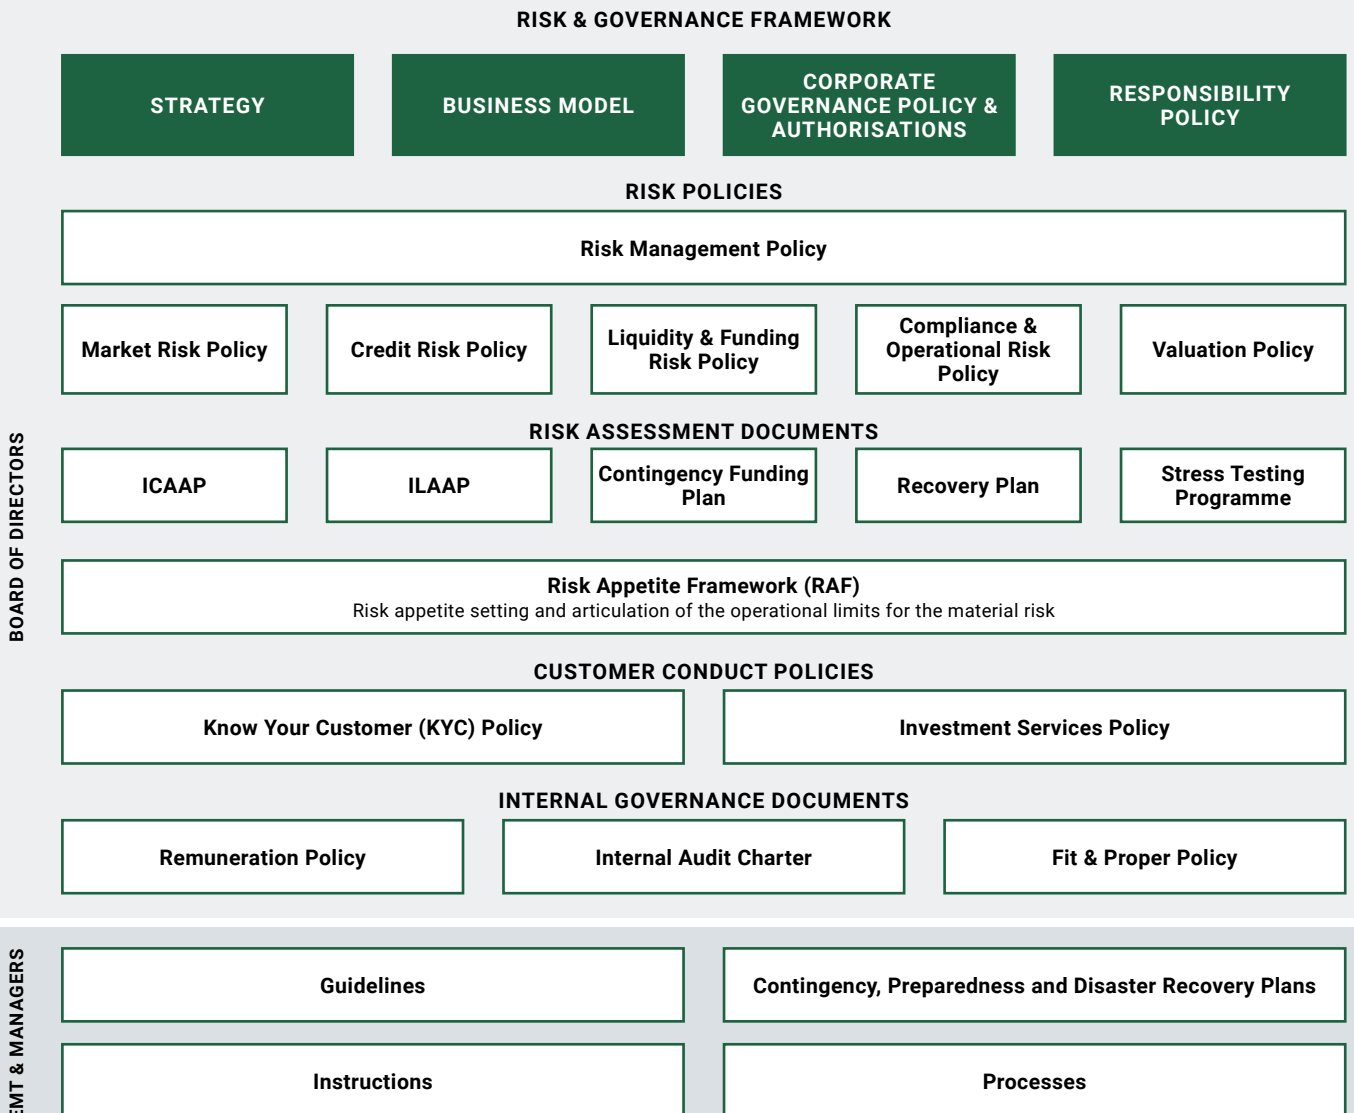 RISK & GOVERNANCE FRAMEWORK
STRATEGY
BUSINESS MODEL
CORPORATE
GOVERNANCE POLICY &
AUTHORISATIONS
RESPONSIBILITY
POLICY
RISK POLICIES
Risk Management Policy
Market Risk Policy
Credit Risk Policy
Liquidity & Funding
Risk Policy
Compliance &
Operational Risk
Policy
Valuation Policy
BOARD OF DIRECTORS
RISK ASSESSMENT DOCUMENTS
ICAAP
ILAAP
Contingency Funding
Plan
Recovery Plan
Stress Testing
Programme
Risk Appetite Framework (RAF)
Risk appetite setting and articulation of the operational limits for the material risk
CUSTOMER CONDUCT POLICIES
Know Your Customer (KYC) Policy
Investment Services Policy
INTERNAL GOVERNANCE DOCUMENTS
Remuneration Policy
Internal Audit Charter
Fit & Proper Policy
EMT & MANAGERS
Guidelines
Contingency, Preparedness and Disaster Recovery Plans
Instructions
Processes